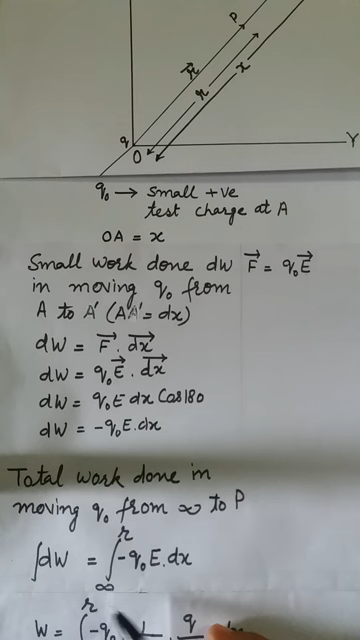 P
r⃗
r
x
q
O
Y
q₀ → Small +ve
test charge at A
OA = x
Small work done dw F⃗ = q₀E⃗
in moving q₀ from
A to A' (AA' = dx)
dW = F⃗ . dx⃗
dW = q₀E⃗ . dx⃗
dW = q₀E dx Cos180
dW = -q₀E.dx
Total work done in
moving q₀ from ∞ to P
∫dW = ∫-q₀E.dx
r
∞
r
W = (-q₀ q